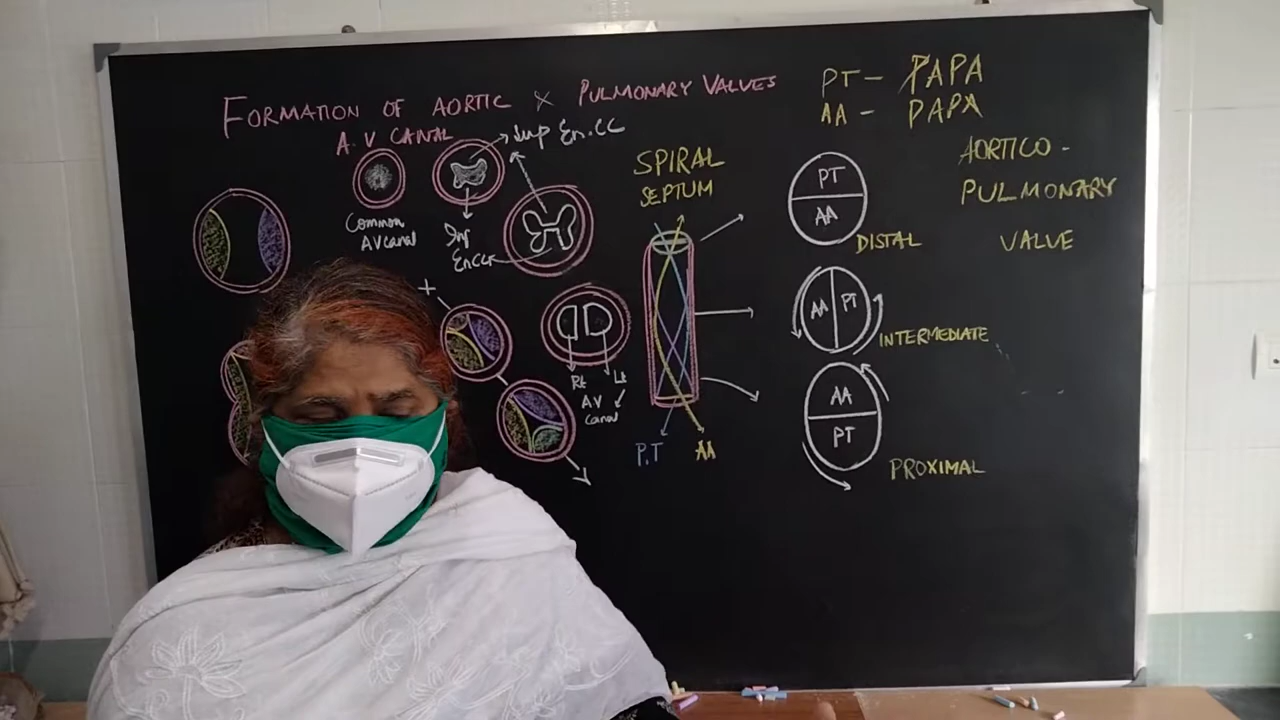 FORMATION OF AORTIC & PULMONARY VALVES
PT - PAPA
AA - PAPA
A.V CANAL
Sup En.CC
Common
AV canal
Inf
En.CC
SPIRAL
SEPTUM
PT
AA
DISTAL
AORTICO-
PULMONARY
VALVE
AA PT
INTERMEDIATE
AA
PT
PROXIMAL
Rt Lt
AV
canal
P.T AA